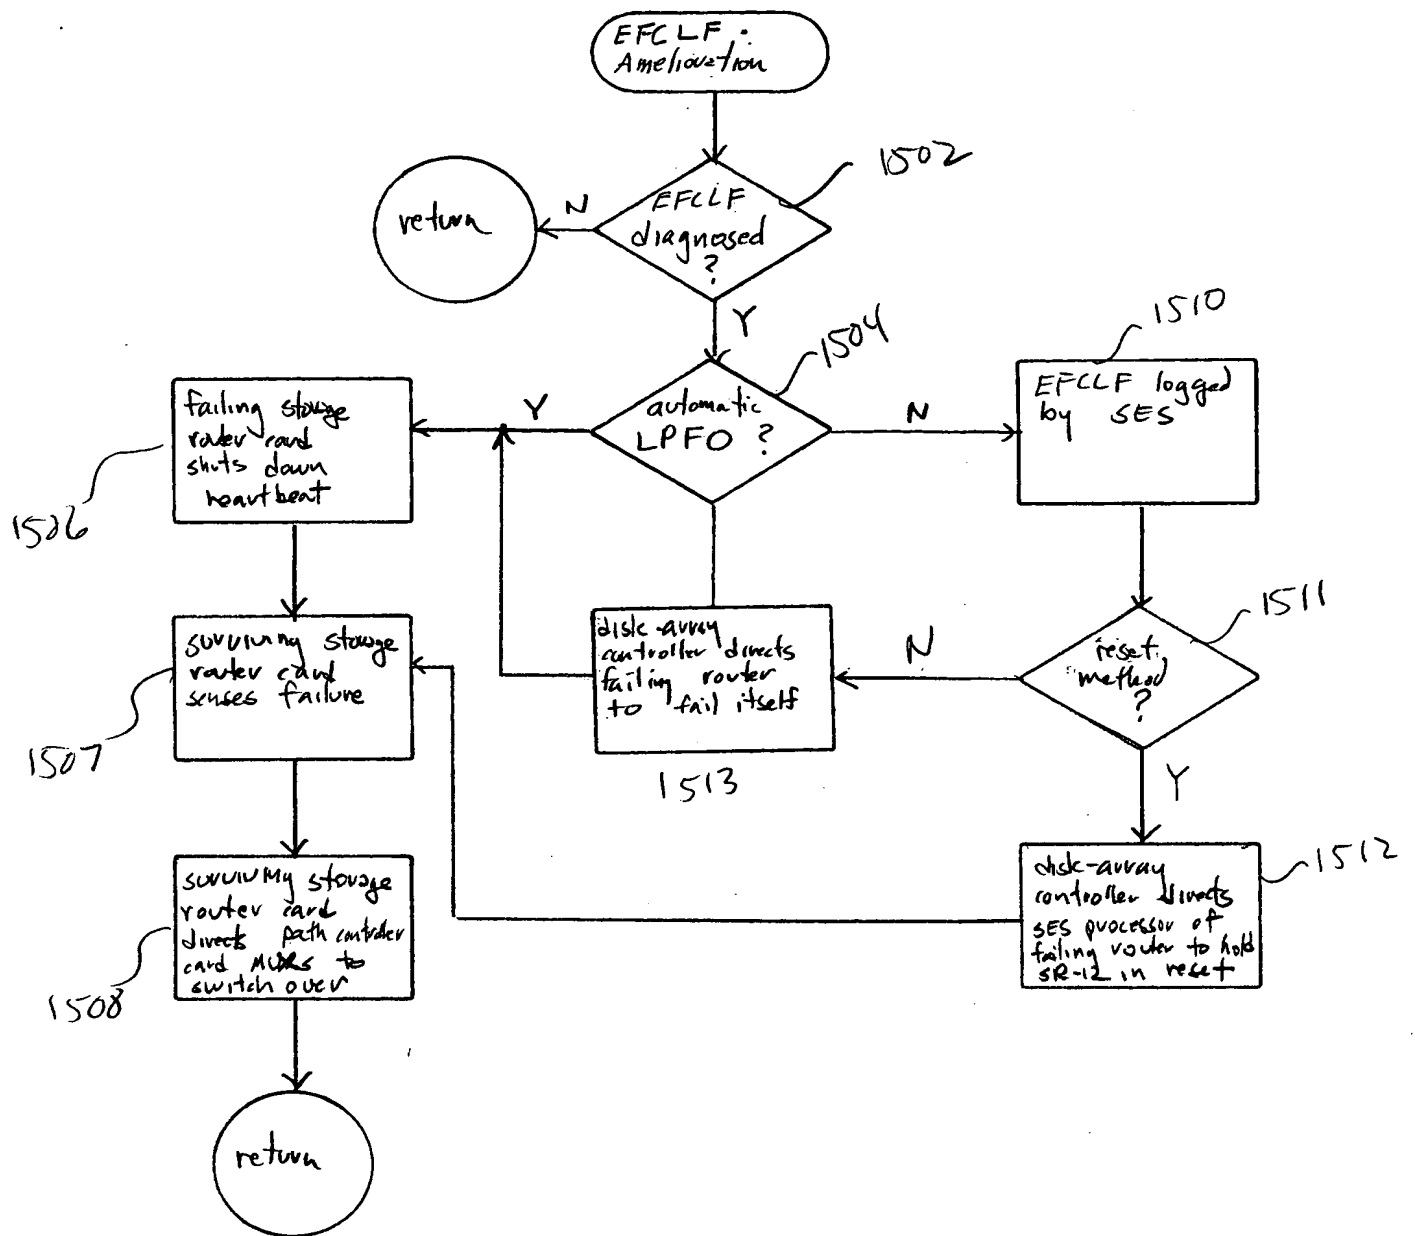 EFCLF.
Amelioration
1502
EFCLF
diagnosed
?
N
return
Y
1504
automatic
LPFO ?
Y
N
1510
EFCLF logged
by SES
failing storage
router card
shuts down
heartbeat
1506
1511
reset
method
?
N
Y
disk-array
controller directs
failing router
to fail itself
1513
surviving storage
router card
senses failure
1507
1512
disk-array
controller directs
SES processor of
failing router to hold
SR-12 in reset
surviving storage
router card
directs path controller
card MUXs to
switch over
1508
return